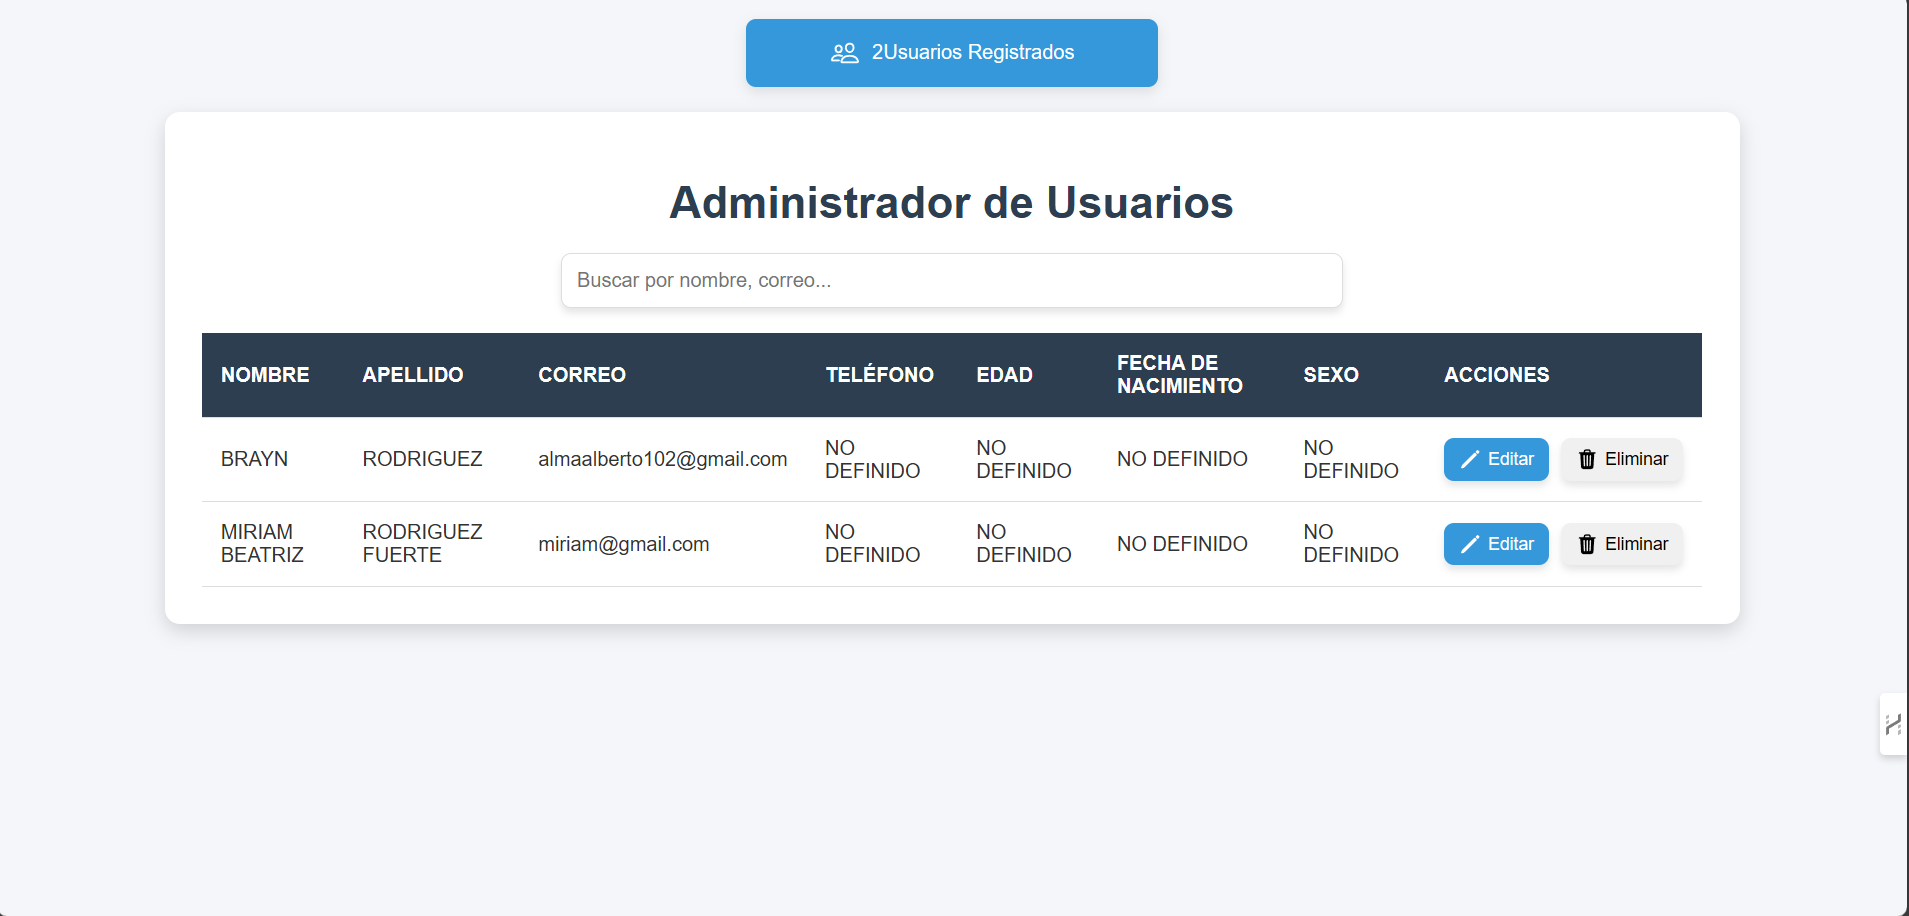 2Usuarios Registrados
Administrador de Usuarios
Buscar por nombre, correo...
NOMBRE APELLIDO CORREO TELÉFONO EDAD FECHA DE NACIMIENTO SEXO ACCIONES
BRAYN RODRIGUEZ almaalberto102@gmail.com NO DEFINIDO NO DEFINIDO NO DEFINIDO NO DEFINIDO Editar Eliminar
MIRIAM BEATRIZ RODRIGUEZ FUERTE miriam@gmail.com NO DEFINIDO NO DEFINIDO NO DEFINIDO NO DEFINIDO Editar Eliminar